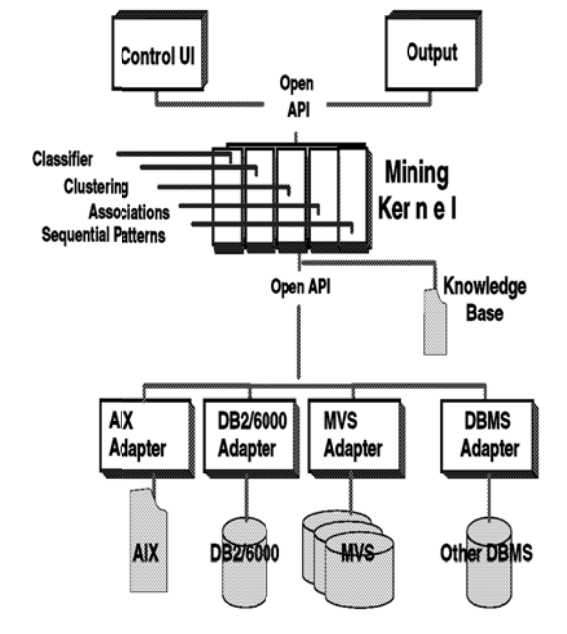 Control UI
Output
Open
API
Classifier
Clustering
Associations
Sequential Patterns
Mining
Kernel
Open API
Knowledge
Base
AIX
Adapter
DB2/6000
Adapter
MVS
Adapter
DBMS
Adapter
AIX
DB2/6000
MVS
Other DBMS